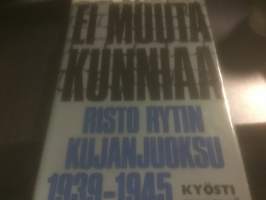 EI MUUTA
KUNNIAA
RISTO RYTIN
KUJANJUOKSU
1939-1945
KYÖSTI